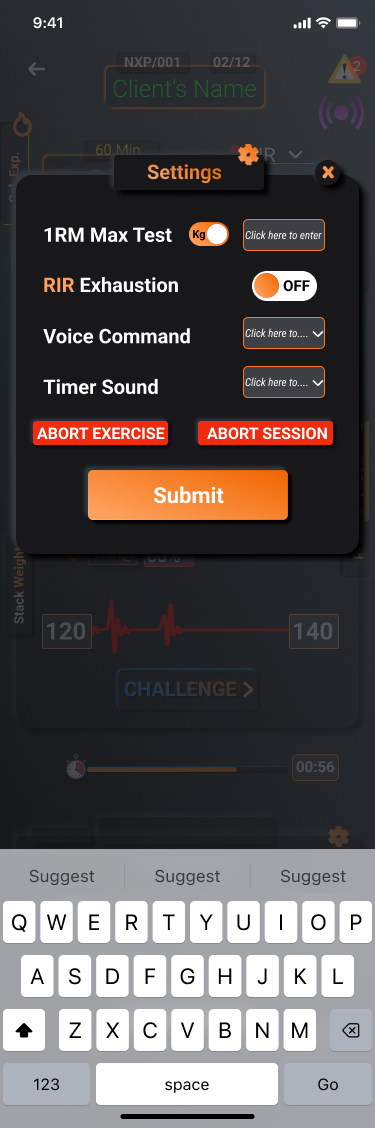 9:41
NXP/001 02/12
2
Client's Name
60 Min
Exp.
Settings
x
1RM Max Test Kg Click here to enter
RIR Exhaustion OFF
Voice Command Click here to....
Timer Sound Click here to....
ABORT EXERCISE ABORT SESSION
Submit
Stack Weight
120 140
CHALLENGE >
00:56
Suggest Suggest Suggest
Q W E R T Y U I O P
A S D F G H J K L
Z X C V B N M
123 space Go